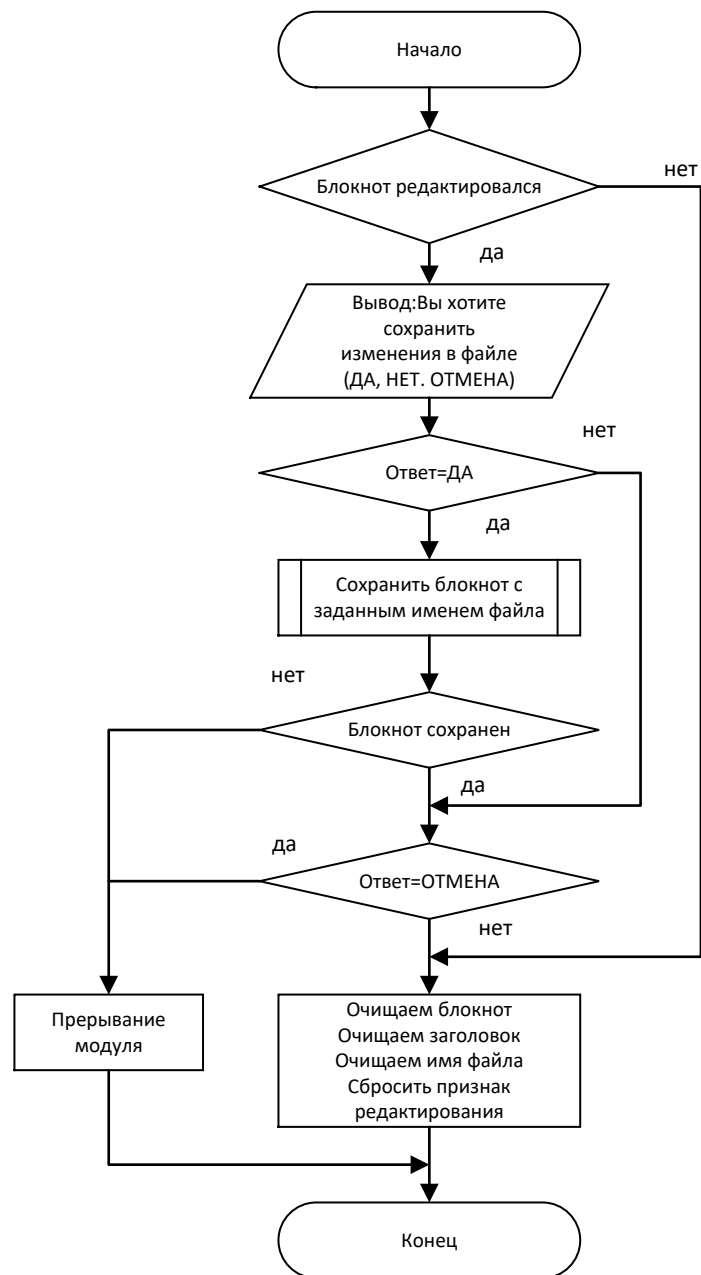 Начало
нет
Блокнот редактировался
да
Вывод:Вы хотите
сохранить
изменения в файле
(ДА, НЕТ. ОТМЕНА)
нет
Ответ=ДА
да
Сохранить блокнот с
заданным именем файла
нет
Блокнот сохранен
да
да
Ответ=ОТМЕНА
нет
Прерывание
модуля
Очищаем блокнот
Очищаем заголовок
Очищаем имя файла
Сбросить признак
редактирования
Конец